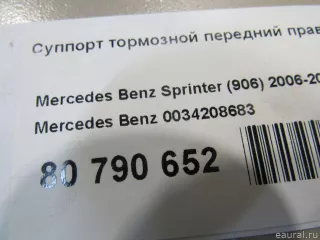 Суппорт тормозной передний прав
Mercedes Benz Sprinter (906) 2006-20
Mercedes Benz 0034208683
80 790 652
eaural.ru